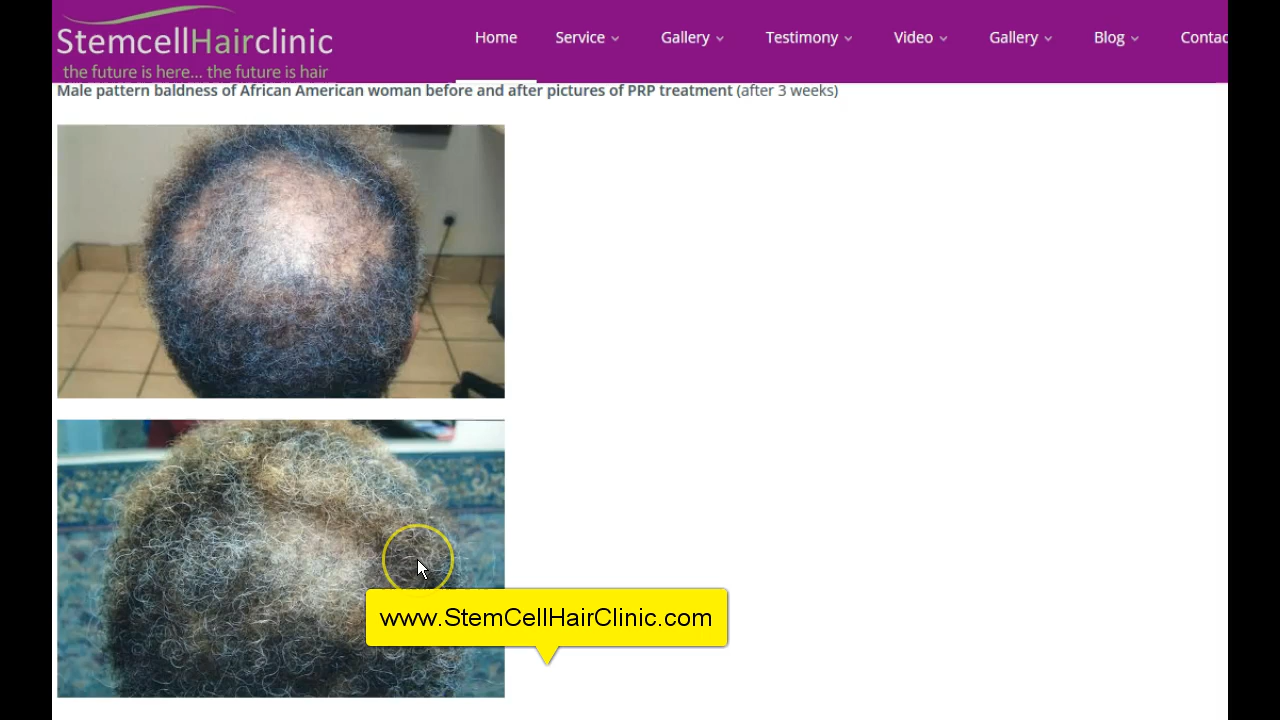 StemcellHairclinic
the future is here... the future is hair
Home Service Gallery Testimony Video Gallery Blog Contac
Male pattern baldness of African American woman before and after pictures of PRP treatment (after 3 weeks)
www.StemCellHairClinic.com